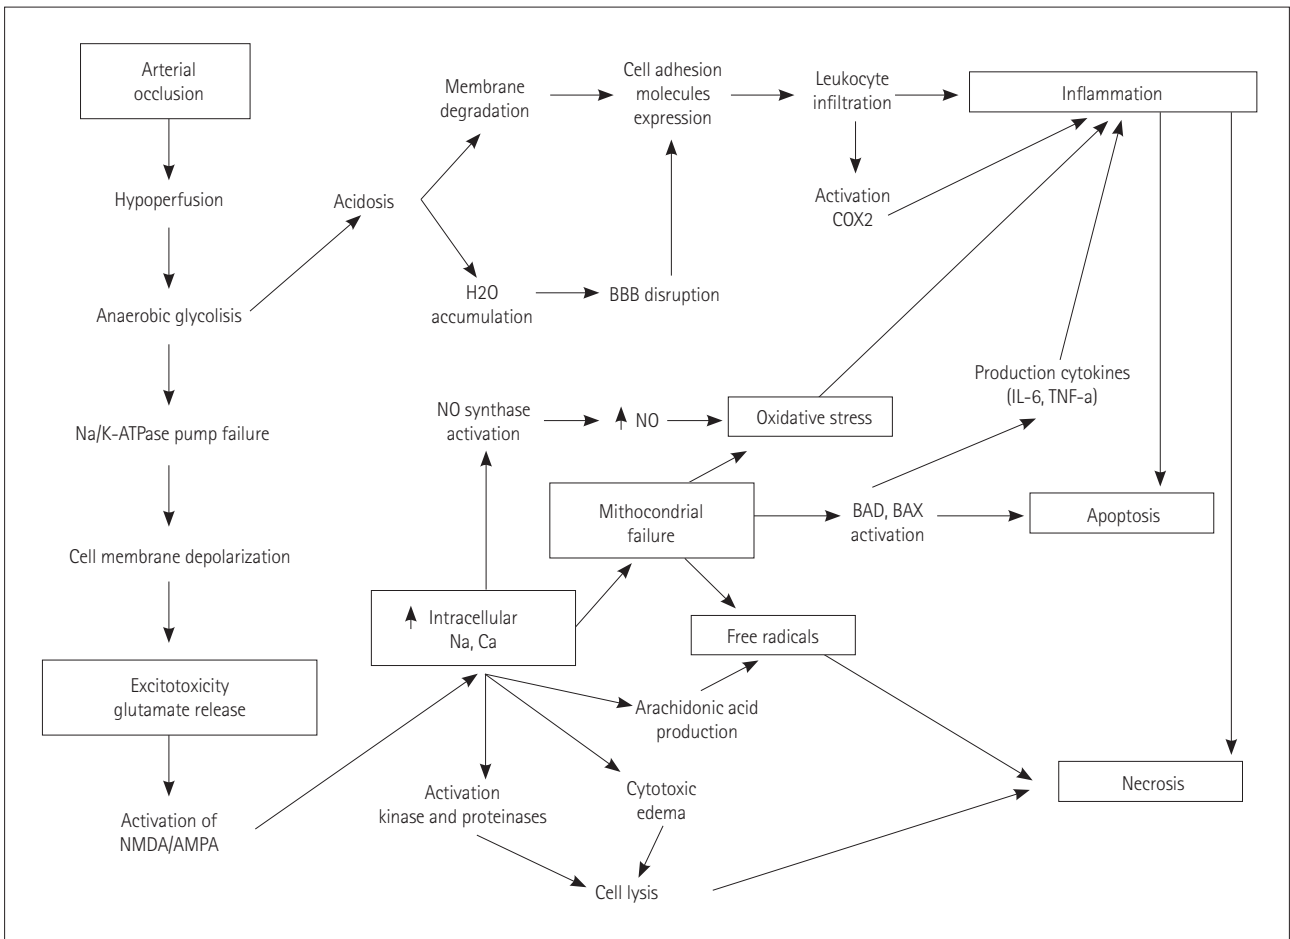 Arterial
occlusion
Hypoperfusion
Anaerobic glycolisis
Na/K-ATPase pump failure
Cell membrane depolarization
Excitotoxicity
glutamate release
Activation of
NMDA/AMPA
Acidosis
Membrane
degradation
H2O
accumulation
Cell adhesion
molecules
expression
BBB disruption
Leukocyte
infiltration
Activation
COX2
Inflammation
NO synthase
activation
NO
Oxidative stress
Production cytokines
(IL-6, TNF-a)
Mithocondrial
failure
BAD, BAX
activation
Apoptosis
Intracellular
Na, Ca
Free radicals
Arachidonic acid
production
Activation
kinase and proteinases
Cytotoxic
edema
Cell lysis
Necrosis